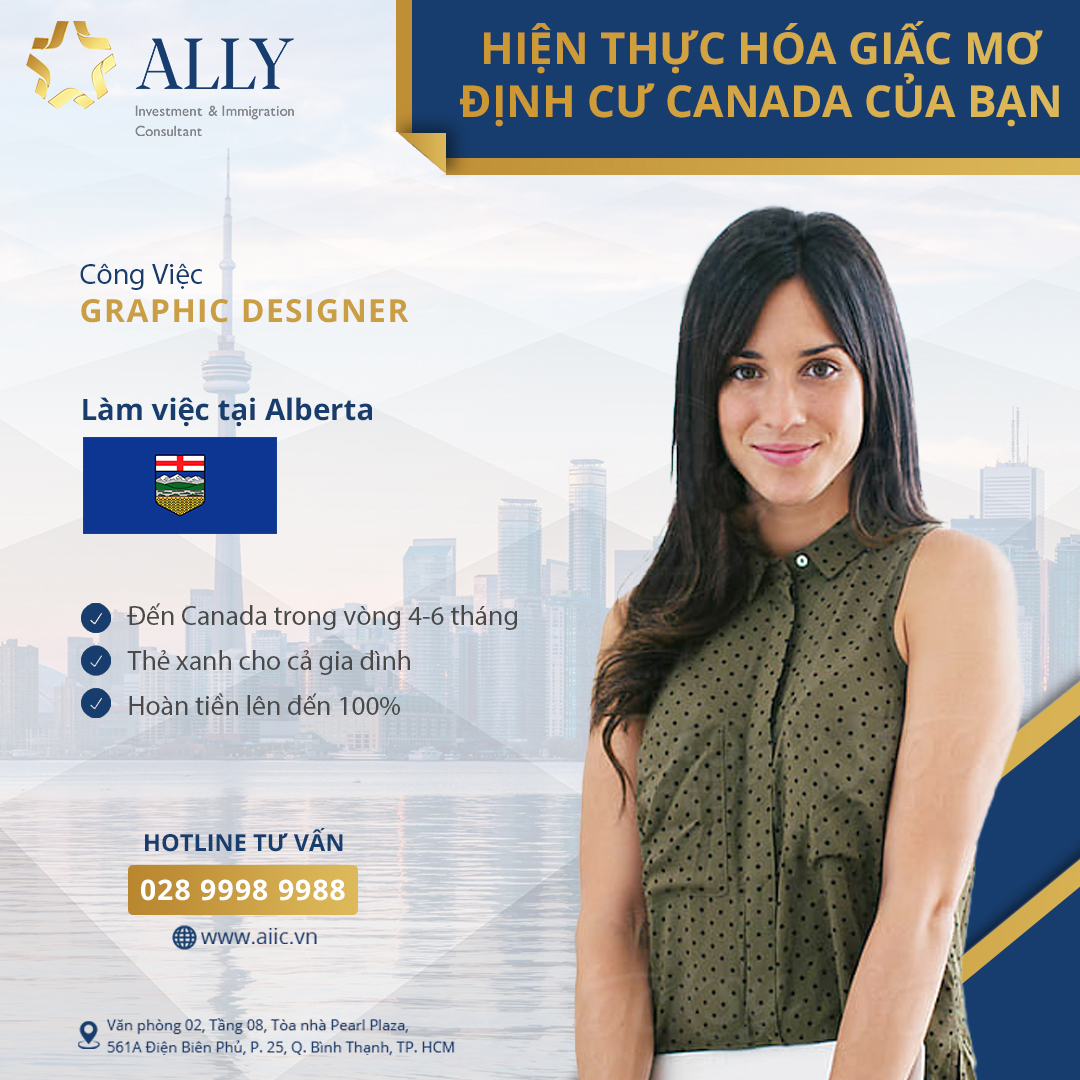 ALLY
Investment & Immigration
Consultant
HIỆN THỰC HÓA GIẤC MƠ
ĐỊNH CƯ CANADA CỦA BẠN
Công Việc
GRAPHIC DESIGNER
Làm việc tại Alberta
Đến Canada trong vòng 4-6 tháng
Thẻ xanh cho cả gia đình
Hoàn tiền lên đến 100%
HOTLINE TƯ VẤN
028 9998 9988
www.aiic.vn
Văn phòng 02, Tầng 08, Tòa nhà Pearl Plaza,
561A Điện Biên Phủ, P. 25, Q. Bình Thạnh, TP. HCM